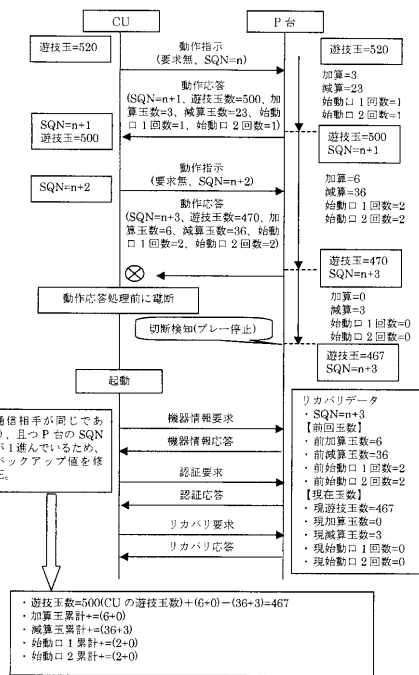 CU
P台
遊技玉=520
遊技玉=520
動作指示
(要求無、SQN=n)
加算=3
減算=23
始動口1回数=1
始動口2回数=1
動作応答
(SQN=n+1、遊技玉数=500、加
算玉数=3、減算玉数=23、始動
口1回数=1、始動口2回数=1)
SQN=n+1
遊技玉=500
遊技玉=500
SQN=n+1
動作指示
(要求無、SQN=n+2)
SQN=n+2
加算=6
減算=36
始動口1回数=2
始動口2回数=2
動作応答
(SQN=n+3、遊技玉数=470、加
算玉数=6、減算玉数=36、始動
口1回数=2、始動口2回数=2)
遊技玉=470
SQN=n+3
動作応答処理前に電断
加算=0
減算=3
始動口1回数=0
始動口2回数=0
切断検知(プレー停止)
遊技玉=467
SQN=n+3
起動
通信相手が同じであ
り、且つP台のSQN
が1進んでいるため、
バックアップ値を修
正。
機器情報要求
機器情報応答
認証要求
認証応答
リカバリ要求
リカバリ応答
リカバリデータ
・SQN=n+3
【前回玉数】
・前加算玉数=6
・前減算玉数=36
・前始動口1回数=2
・前始動口2回数=2
【現在玉数】
・現遊技玉数=467
・現加算玉数=0
・現減算玉数=3
・現始動口1回数=0
・現始動口2回数=0
・遊技玉数=500(CUの遊技玉数)+(6+0)−(36+3)=467
・加算玉累計+=(6+0)
・減算玉累計+=(36+3)
・始動口1累計+=(2+0)
・始動口2累計+=(2+0)